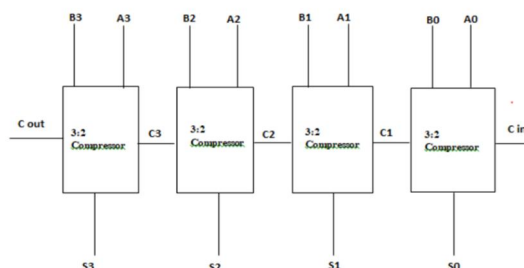 B3 A3 B2 A2 B1 A1 B0 A0
C out 3:2 Compressor C3 3:2 Compressor C2 3:2 Compressor C1 3:2 Compressor C in
S3 S2 S1 S0